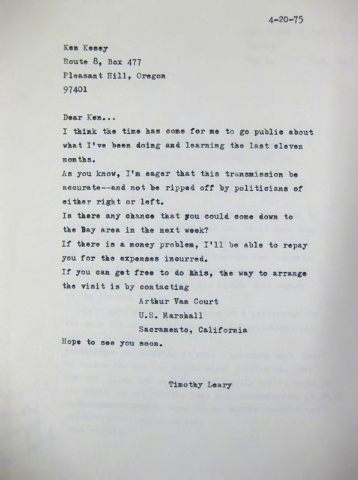 4-20-75
Ken Kesey
Route 8, Box 477
Pleasant Hill, Oregon
97401
Dear Ken...
I think the time has come for me to go public about
what I've been doing and learning the last eleven
months.
As you know, I'm eager that this transmission be
accurate--and not be ripped off by politicians of
either right or left.
Is there any chance that you could come down to
the Bay area in the next week?
If there is a money problem, I'll be able to repay
you for the expenses incurred.
If you can get free to do this, the way to arrange
the visit is by contacting
Arthur Van Court
U.S. Marshall
Sacramento, California
Hope to see you soon.
Timothy Leary